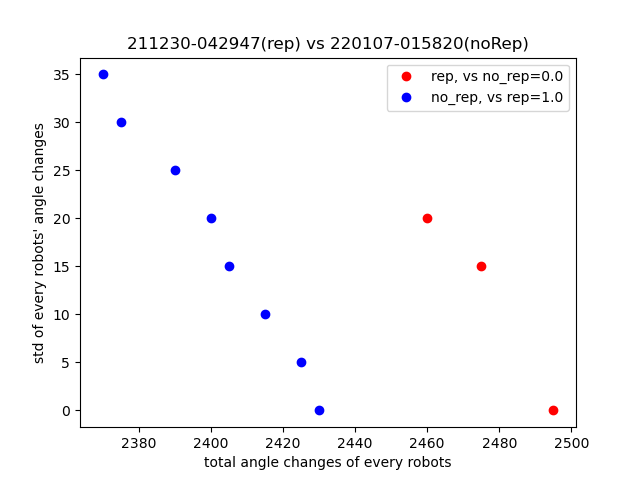 211230-042947(rep) vs 220107-015820(noRep)
rep, vs no_rep=0.0
no_rep, vs rep=1.0
std of every robots' angle changes
35
30
25
20
15
10
5
0
2380 2400 2420 2440 2460 2480 2500
total angle changes of every robots